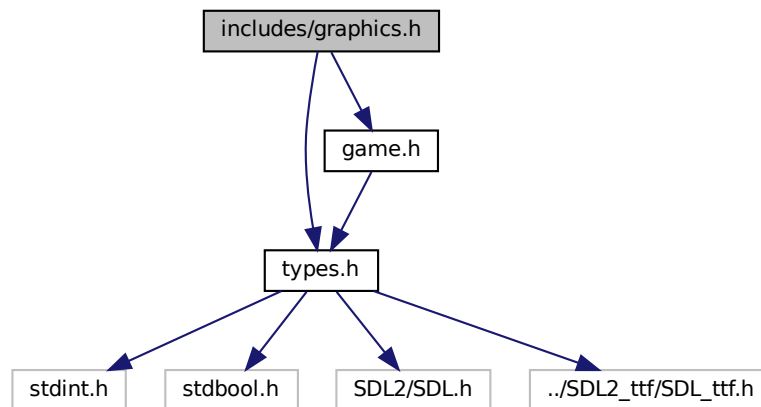 includes/graphics.h
game.h
types.h
stdint.h
stdbool.h
SDL2/SDL.h
../SDL2_ttf/SDL_ttf.h